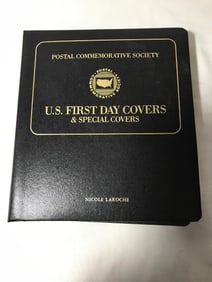 POSTAL COMMEMORATIVE SOCIETY
U.S. FIRST DAY COVERS
& SPECIAL COVERS
NICOLE LAROCHE